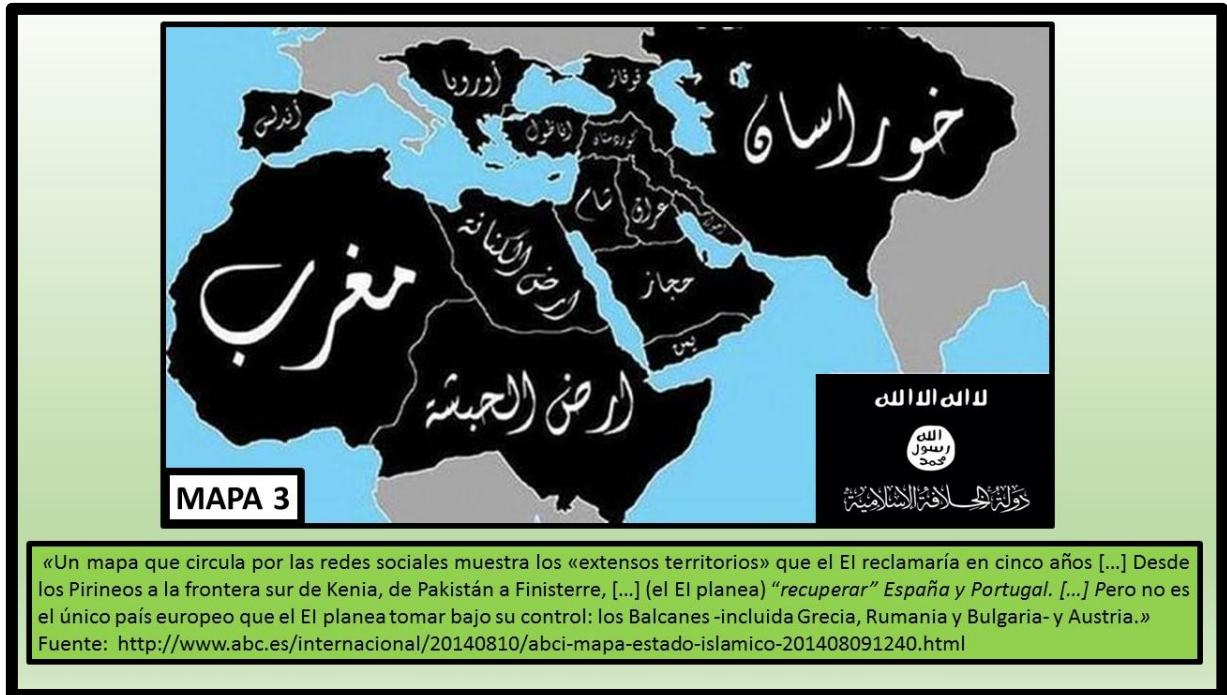 أوروبا
قوقاز
خوراسان
أندلس
اناظول
كوردستان
شام
عراق
مغرب
ارض الكنانة
حجاز
يمن
ارض الحبشة
لا اله الا الله
الله
رسول
محمد
دولة الخلافة الإسلامية
MAPA 3
«Un mapa que circula por las redes sociales muestra los «extensos territorios» que el EI reclamaría en cinco años [...] Desde
los Pirineos a la frontera sur de Kenia, de Pakistán a Finisterre, [...] (el EI planea) “recuperar” España y Portugal. [...] Pero no es
el único país europeo que el EI planea tomar bajo su control: los Balcanes -incluida Grecia, Rumania y Bulgaria- y Austria.»
Fuente: http://www.abc.es/internacional/20140810/abci-mapa-estado-islamico-201408091240.html